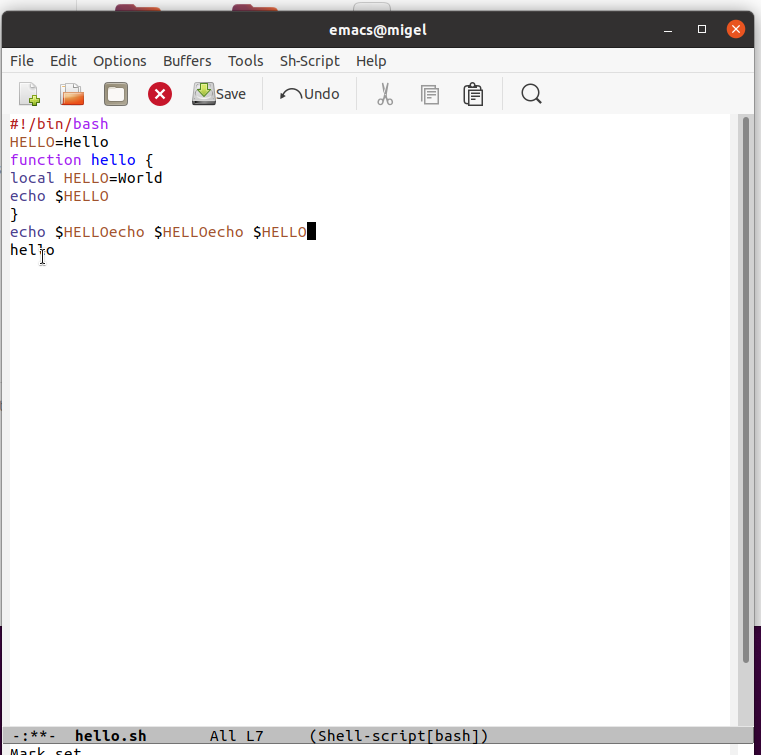 emacs@migel
File Edit Options Buffers Tools Sh-Script Help
Save Undo
#!/bin/bash
HELLO=Hello
function hello {
local HELLO=World
echo $HELLO
}
echo $HELLOecho $HELLOecho $HELLO
hello
-:**- hello.sh All L7 (Shell-script[bash])
Mark set